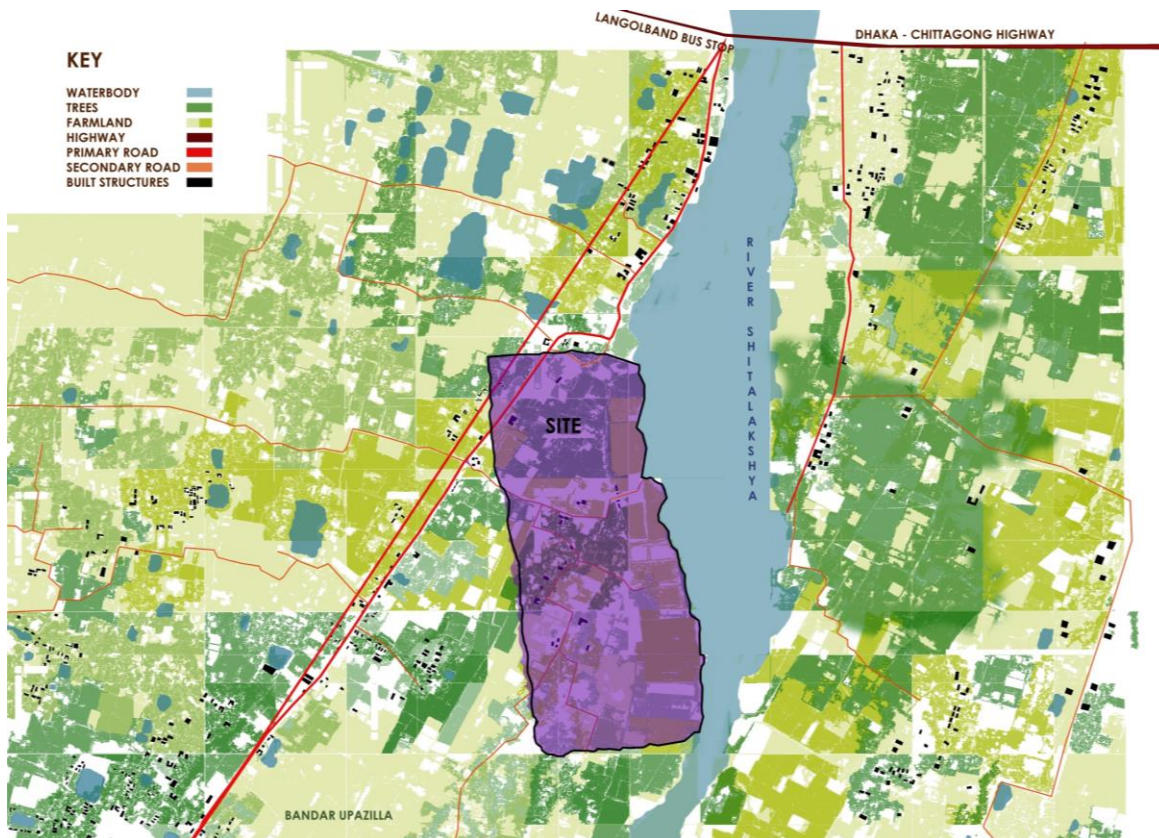 LANGOLBAND BUS STOP
DHAKA - CHITTAGONG HIGHWAY
KEY
WATERBODY
TREES
FARMLAND
HIGHWAY
PRIMARY ROAD
SECONDARY ROAD
BUILT STRUCTURES
RIVER SHITALAKSHYA
SITE
BANDAR UPAZILLA